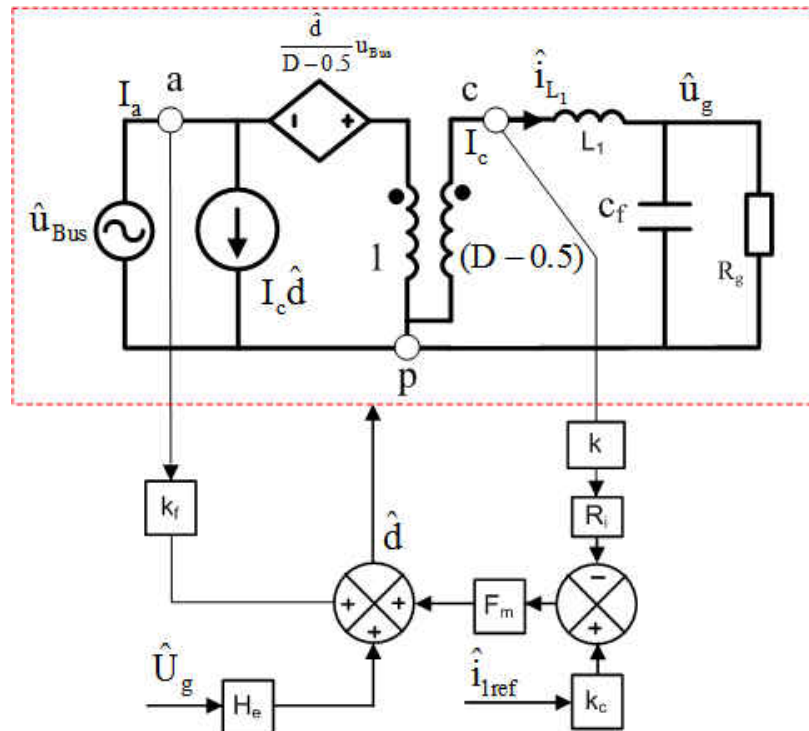 d̂ / (D – 0.5) u_Bus
I_a
a
c
î_L₁
û_g
- +
I_c
L₁
û_Bus
I_c d̂
1
(D – 0.5)
c_f
R_g
p
k
k_f
d̂
R_i
–
+ +
F_m
+
+
Û_g
î_1ref
H_e
k_c